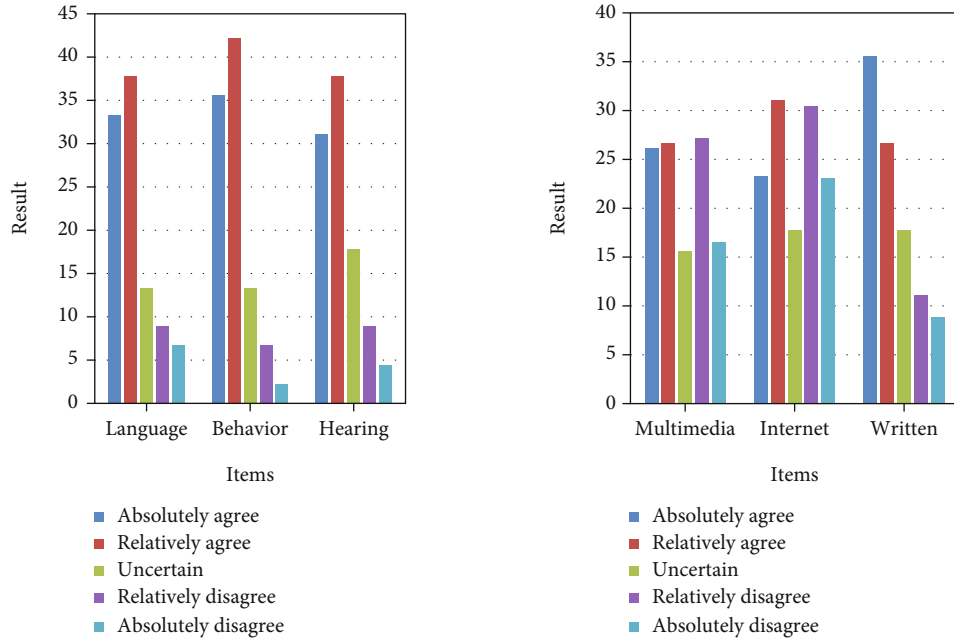 45
40
35
30
25
20
15
10
5
0
Result
Language Behavior Hearing
Items
Absolutely agree
Relatively agree
Uncertain
Relatively disagree
Absolutely disagree
40
35
30
25
20
15
10
5
0
Result
Multimedia Internet Written
Items
Absolutely agree
Relatively agree
Uncertain
Relatively disagree
Absolutely disagree